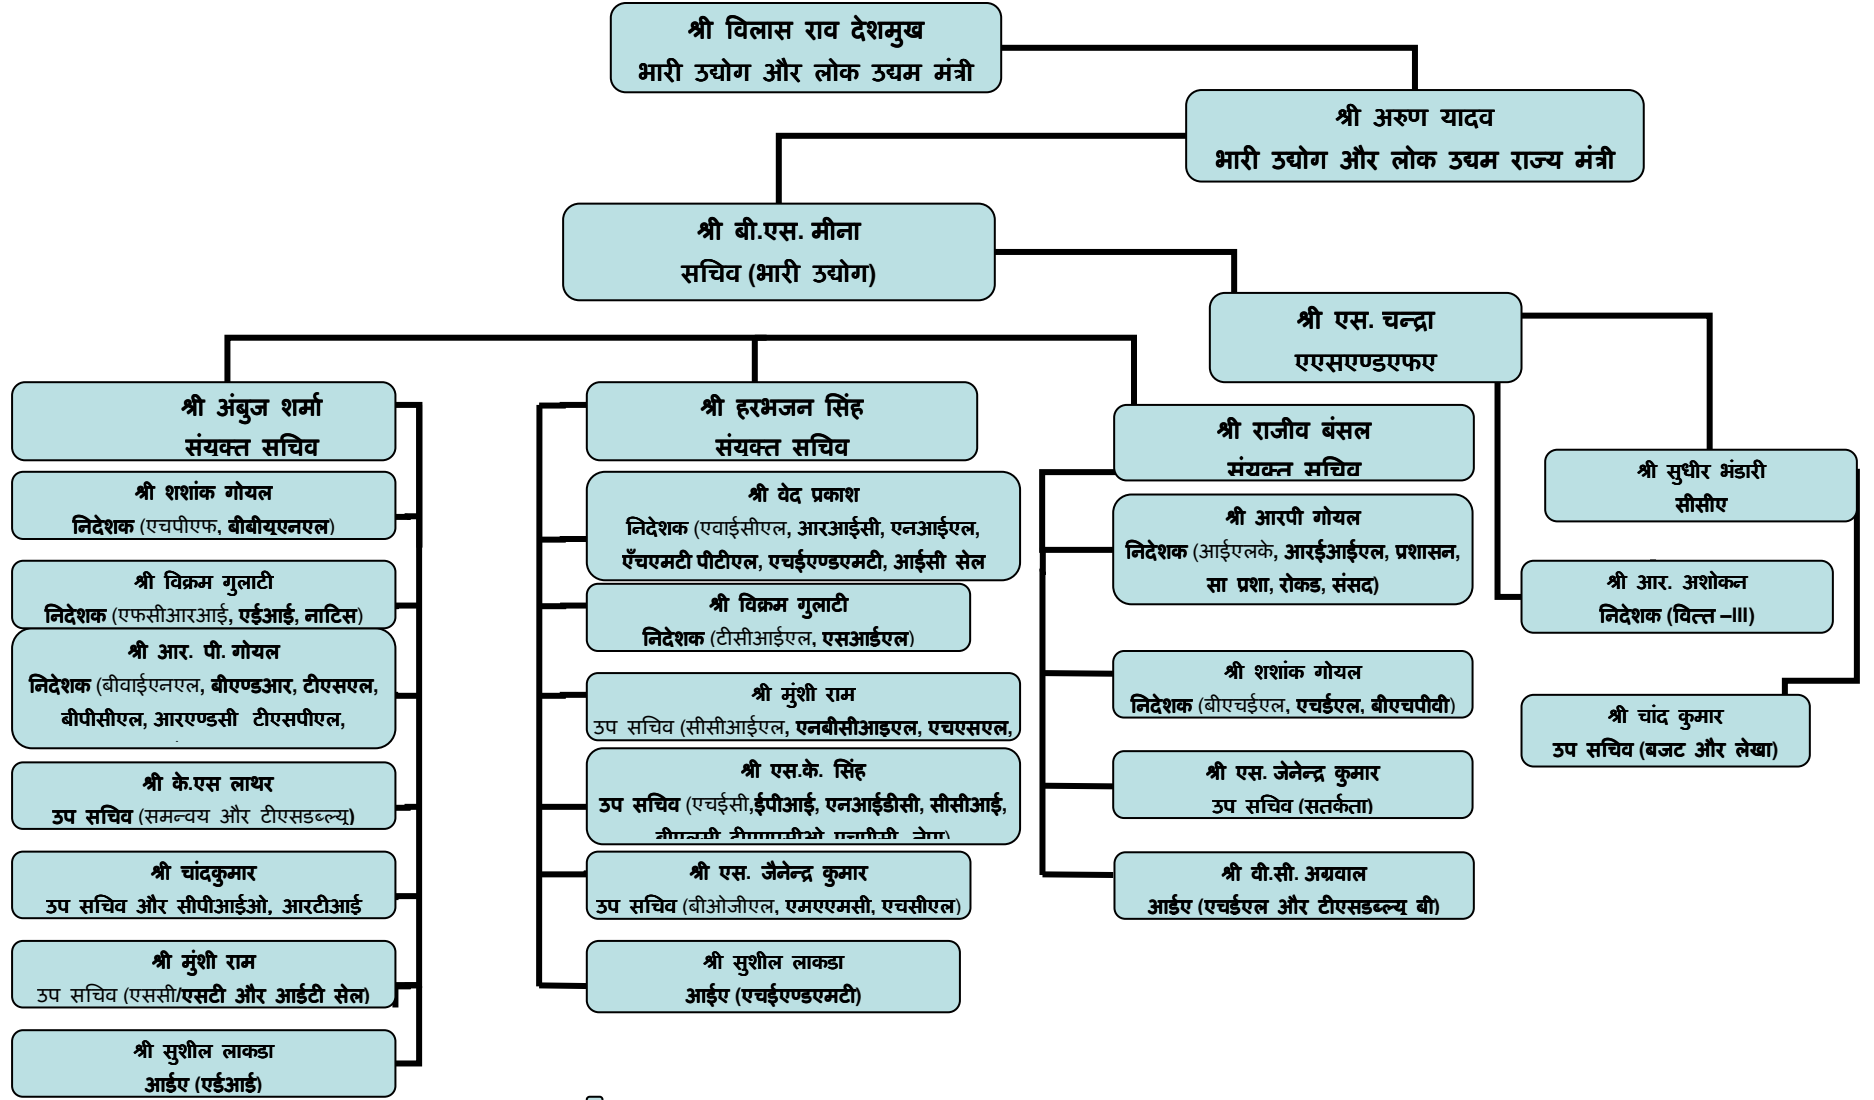 श्री विलास राव देशमुख
भारी उद्योग और लोक उद्यम मंत्री
श्री अरुण यादव
भारी उद्योग और लोक उद्यम राज्य मंत्री
श्री बी.एस. मीना
सचिव (भारी उद्योग)
श्री एस. चन्द्रा
एएसएण्डएफए
श्री अंबुज शर्मा
संयुक्त सचिव
श्री शशांक गोयल
निदेशक (एचपीएफ, बीबीयूएनएल)
श्री विक्रम गुलाटी
निदेशक (एफसीआरआई, एईआई, नाटिस)
श्री आर. पी. गोयल
निदेशक (बीवाईएनएल, बीएण्डआर, टीएसएल,
बीपीसीएल, आरएण्डसी टीएसपीएल,
श्री के.एस लाथर
उप सचिव (समन्वय और टीएसडब्ल्यू)
श्री चांदकुमार
उप सचिव और सीपीआईओ, आरटीआई
श्री मुंशी राम
उप सचिव (एससी/एसटी और आईटी सेल)
श्री सुशील लाकडा
आईए (एईआई)
श्री हरभजन सिंह
संयुक्त सचिव
श्री वेद प्रकाश
निदेशक (एवाईसीएल, आरआईसी, एनआईएल,
एँचएमटी पीटीएल, एचईएण्डएमटी, आईसी सेल
श्री विक्रम गुलाटी
निदेशक (टीसीआईएल, एसआईएल)
श्री मुंशी राम
उप सचिव (सीसीआईएल, एनबीसीआइएल, एचएसएल,
श्री एस.के. सिंह
उप सचिव (एचईसी,ईपीआई, एनआईडीसी, सीसीआई,
श्री एस. जैनेन्द्र कुमार
उप सचिव (बीओजीएल, एमएएमसी, एचसीएल)
श्री सुशील लाकडा
आईए (एचईएण्डएमटी)
श्री राजीव बंसल
संयुक्त सचिव
श्री आरपी गोयल
निदेशक (आईएलके, आरईआईएल, प्रशासन,
सा प्रशा, रोकड, संसद)
श्री शशांक गोयल
निदेशक (बीएचईएल, एचईएल, बीएचपीवी)
श्री एस. जेनेन्द्र कुमार
उप सचिव (सतर्कता)
श्री वी.सी. अग्रवाल
आईए (एचईएल और टीएसडब्ल्यू बी)
श्री सुधीर भंडारी
सीसीए
श्री आर. अशोकन
निदेशक (वित्त –III)
श्री चांद कुमार
उप सचिव (बजट और लेखा)